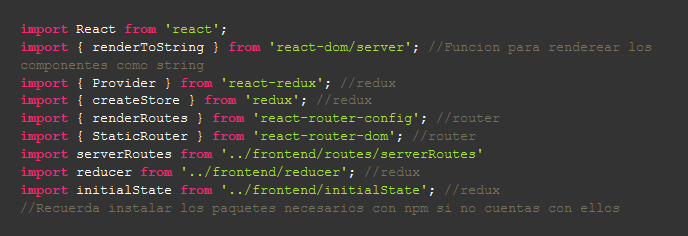 import React from 'react';
import { renderToString } from 'react-dom/server'; //Funcion para renderear los
componentes como string
import { Provider } from 'react-redux'; //redux
import { createStore } from 'redux'; //redux
import { renderRoutes } from 'react-router-config'; //router
import { StaticRouter } from 'react-router-dom'; //router
import serverRoutes from '../frontend/routes/serverRoutes'
import reducer from '../frontend/reducer'; //redux
import initialState from '../frontend/initialState'; //redux
//Recuerda instalar los paquetes necesarios con npm si no cuentas con ellos